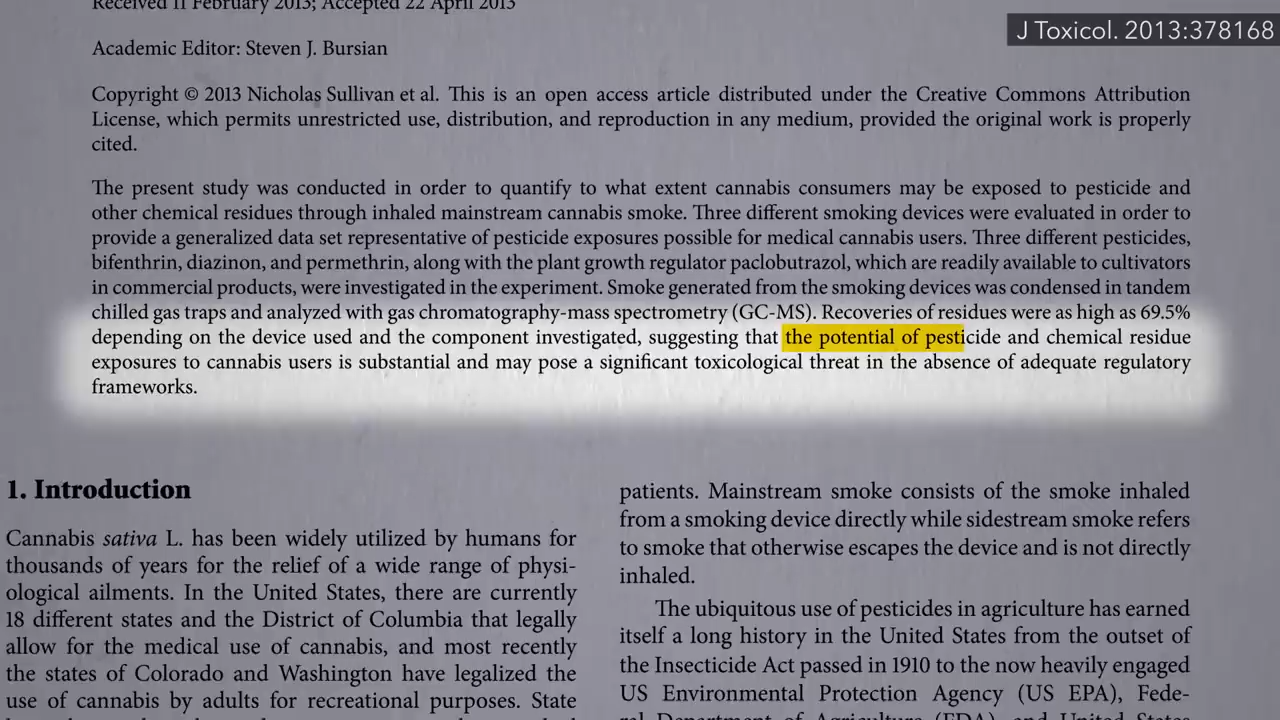 Received 11 February 2013; Accepted 22 April 2013
J Toxicol. 2013:378168
Academic Editor: Steven J. Bursian
Copyright © 2013 Nicholas Sullivan et al. This is an open access article distributed under the Creative Commons Attribution
License, which permits unrestricted use, distribution, and reproduction in any medium, provided the original work is properly
cited.
The present study was conducted in order to quantify to what extent cannabis consumers may be exposed to pesticide and
other chemical residues through inhaled mainstream cannabis smoke. Three different smoking devices were evaluated in order to
provide a generalized data set representative of pesticide exposures possible for medical cannabis users. Three different pesticides,
bifenthrin, diazinon, and permethrin, along with the plant growth regulator paclobutrazol, which are readily available to cultivators
in commercial products, were investigated in the experiment. Smoke generated from the smoking devices was condensed in tandem
chilled gas traps and analyzed with gas chromatography-mass spectrometry (GC-MS). Recoveries of residues were as high as 69.5%
depending on the device used and the component investigated, suggesting that the potential of pesticide and chemical residue
exposures to cannabis users is substantial and may pose a significant toxicological threat in the absence of adequate regulatory
frameworks.
1. Introduction
Cannabis sativa L. has been widely utilized by humans for
thousands of years for the relief of a wide range of physi-
ological ailments. In the United States, there are currently
18 different states and the District of Columbia that legally
allow for the medical use of cannabis, and most recently
the states of Colorado and Washington have legalized the
use of cannabis by adults for recreational purposes. State
patients. Mainstream smoke consists of the smoke inhaled
from a smoking device directly while sidestream smoke refers
to smoke that otherwise escapes the device and is not directly
inhaled.
The ubiquitous use of pesticides in agriculture has earned
itself a long history in the United States from the outset of
the Insecticide Act passed in 1910 to the now heavily engaged
US Environmental Protection Agency (US EPA), Fede-
ral Department of Agriculture (FDA), and United States